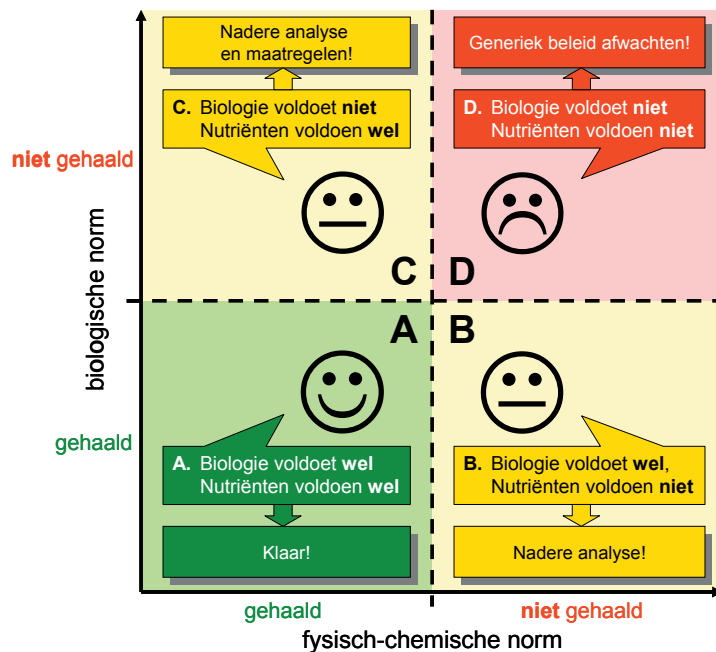 Nadere analyse
en maatregelen!
Generiek beleid afwachten!
C. Biologie voldoet niet
Nutriënten voldoen wel
D. Biologie voldoet niet
Nutriënten voldoen niet
niet gehaald
C
D
biologische norm
A
B
gehaald
A. Biologie voldoet wel
Nutriënten voldoen wel
B. Biologie voldoet wel,
Nutriënten voldoen niet
Klaar!
Nadere analyse!
gehaald
niet gehaald
fysisch-chemische norm